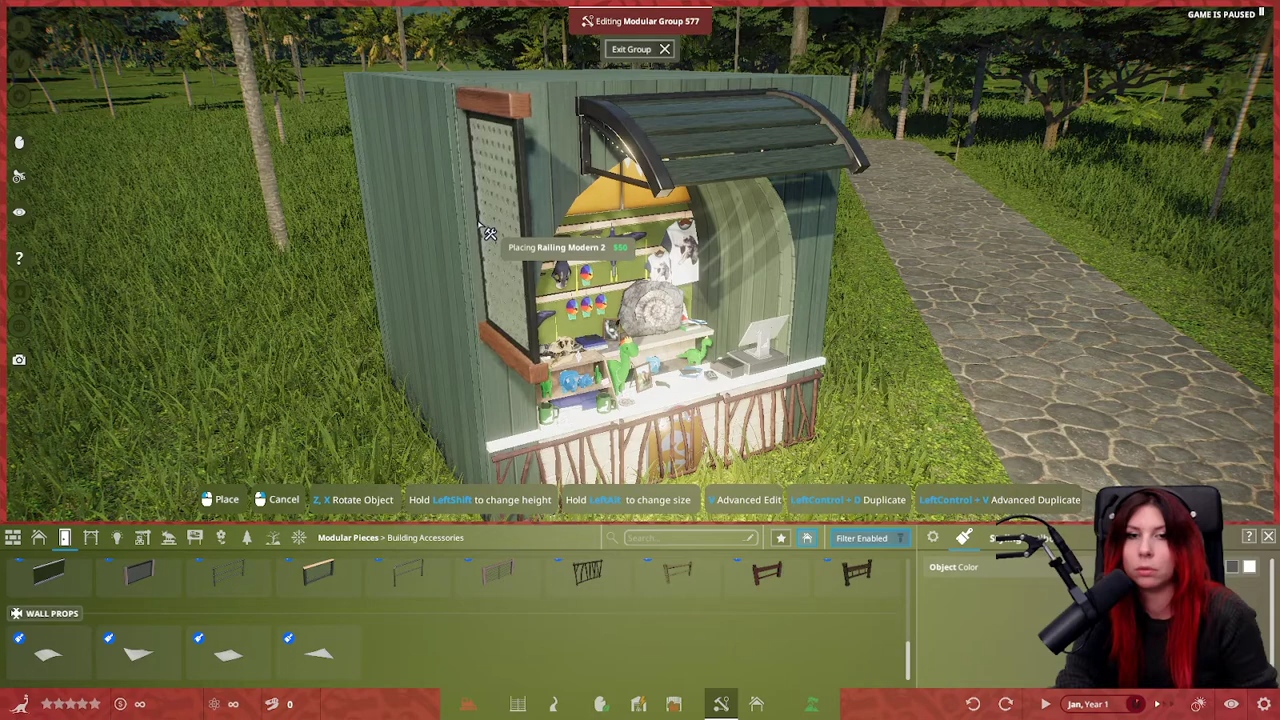 Editing Modular Group 577
GAME IS PAUSED
Exit Group
Placing Railing Modern 2 $50
Place
Cancel
Z, X Rotate Object
Hold LeftShift to change height
Hold LeftAlt to change size
Advanced Edit
LeftControl + D Duplicate
LeftControl + V Advanced Duplicate
Modular Pieces > Building Accessories
Search...
Filter Enabled
?
Object Color
WALL PROPS
0
Jan, Year 1